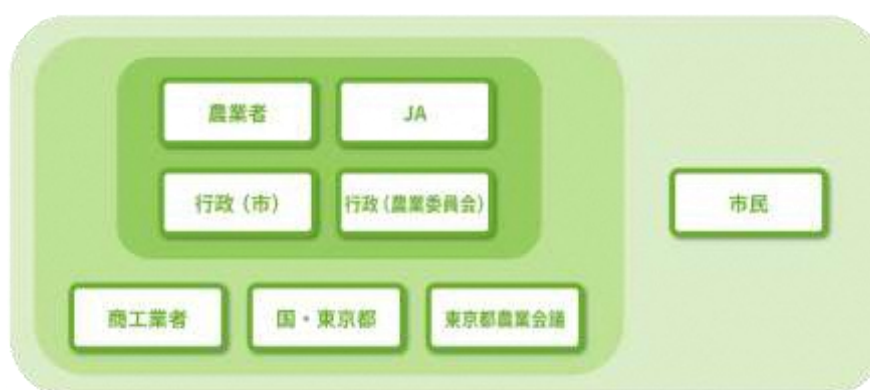 農業者
JA
行政（市）
行政（農業委員会）
市民
商工業者
国・東京都
東京都農業会議